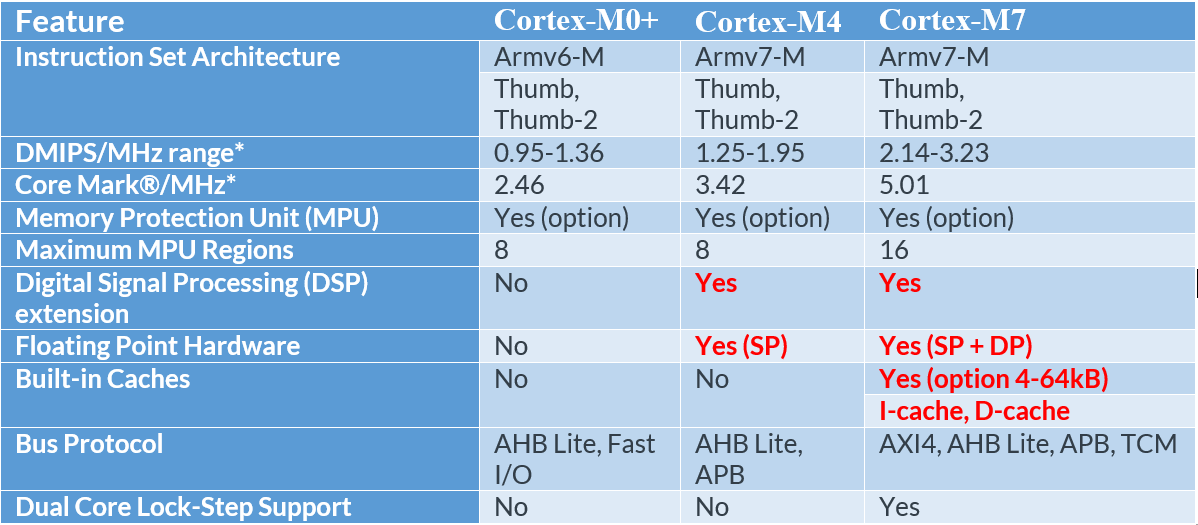 Feature Cortex-M0+ Cortex-M4 Cortex-M7
Instruction Set Architecture Armv6-M Armv7-M Armv7-M
Thumb, Thumb, Thumb,
Thumb-2 Thumb-2 Thumb-2
DMIPS/MHz range* 0.95-1.36 1.25-1.95 2.14-3.23
Core Mark®/MHz* 2.46 3.42 5.01
Memory Protection Unit (MPU) Yes (option) Yes (option) Yes (option)
Maximum MPU Regions 8 8 16
Digital Signal Processing (DSP) No Yes Yes
extension
Floating Point Hardware No Yes (SP) Yes (SP + DP)
Built-in Caches No No Yes (option 4-64kB)
I-cache, D-cache
Bus Protocol AHB Lite, Fast AHB Lite, AXI4, AHB Lite, APB, TCM
I/O APB
Dual Core Lock-Step Support No No Yes